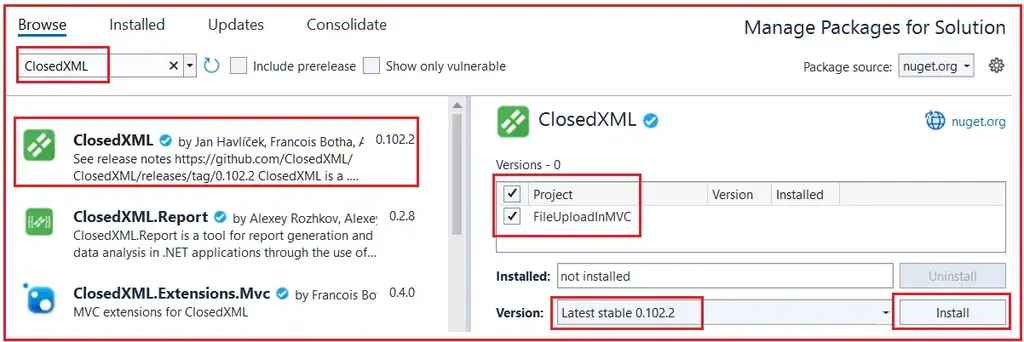 Browse Installed Updates Consolidate
Manage Packages for Solution
ClosedXML Include prerelease Show only vulnerable
Package source: nuget.org
ClosedXML by Jan Havlíček, Francois Botha, A 0.102.2
See release notes https://github.com/ClosedXML/
ClosedXML/releases/tag/0.102.2 ClosedXML is a ....
ClosedXML.Report by Alexey Rozhkov, Alexey 0.2.8
ClosedXML.Report is a tool for report generation and
data analysis in .NET applications through the use of...
ClosedXML.Extensions.Mvc by Francois Bot 0.4.0
MVC extensions for ClosedXML
ClosedXML
nuget.org
Versions - 0
Project Version Installed
FileUploadInMVC
Installed: not installed Uninstall
Version: Latest stable 0.102.2 Install